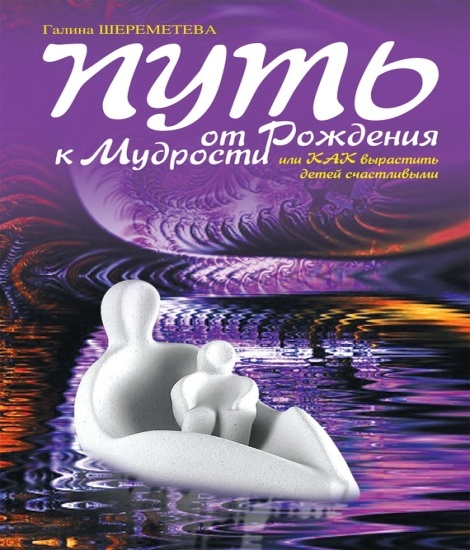 Галина ШЕРЕМЕТЕВА
ПУТЬ
от Рождения
к Мудрости или КАК вырастить
детей счастливыми